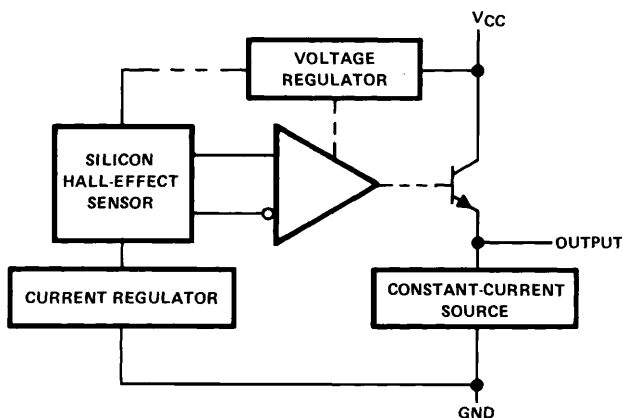 VCC
VOLTAGE
REGULATOR
SILICON
HALL-EFFECT
SENSOR
OUTPUT
CURRENT REGULATOR
CONSTANT-CURRENT
SOURCE
GND